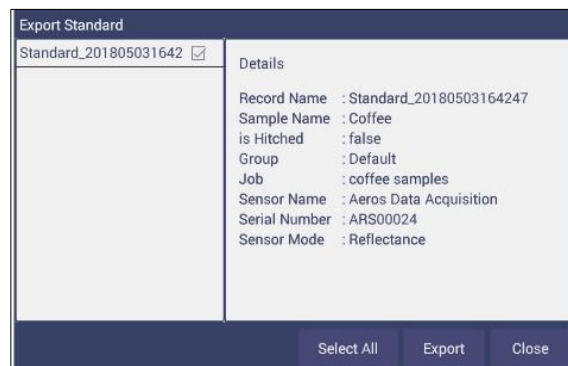 Export Standard
Standard_201805031642
Details
Record Name : Standard_20180503164247
Sample Name : Coffee
is Hitched : false
Group : Default
Job : coffee samples
Sensor Name : Aeros Data Acquisition
Serial Number : ARS00024
Sensor Mode : Reflectance
Select All Export Close